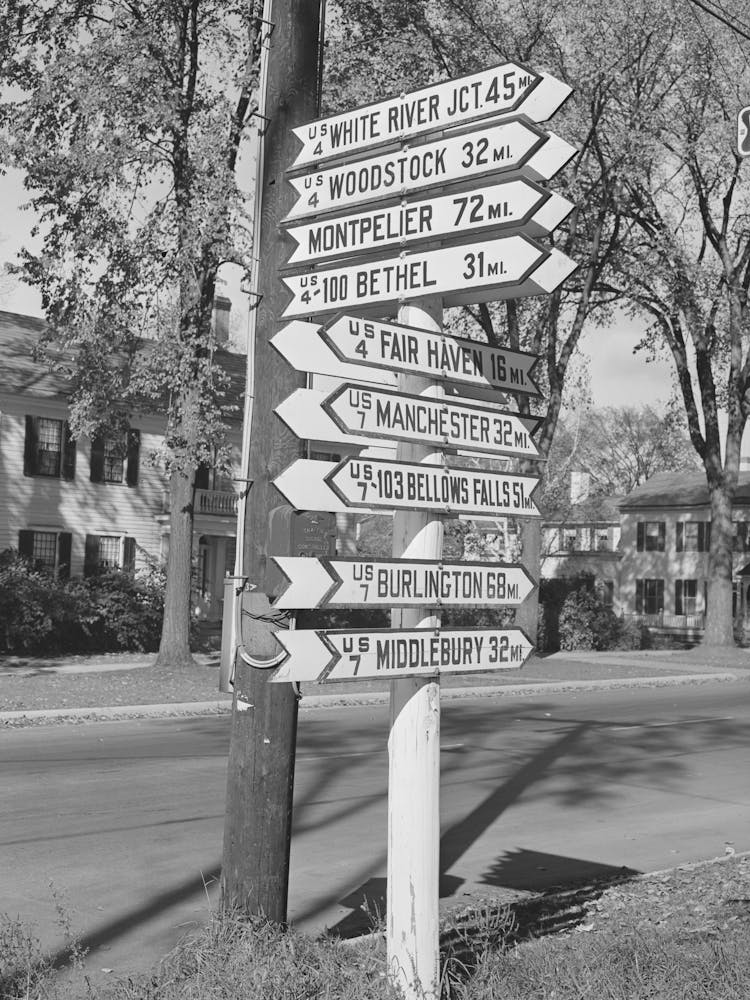 US 4 WHITE RIVER JCT. 45 MI.
US 4 WOODSTOCK 32 MI.
MONTPELIER 72 MI.
US 4-100 BETHEL 31 MI.
US 4 FAIR HAVEN 16 MI.
US 7 MANCHESTER 32 MI.
US 7-103 BELLOWS FALLS 51 MI.
US 7 BURLINGTON 68 MI.
US 7 MIDDLEBURY 32 MI.